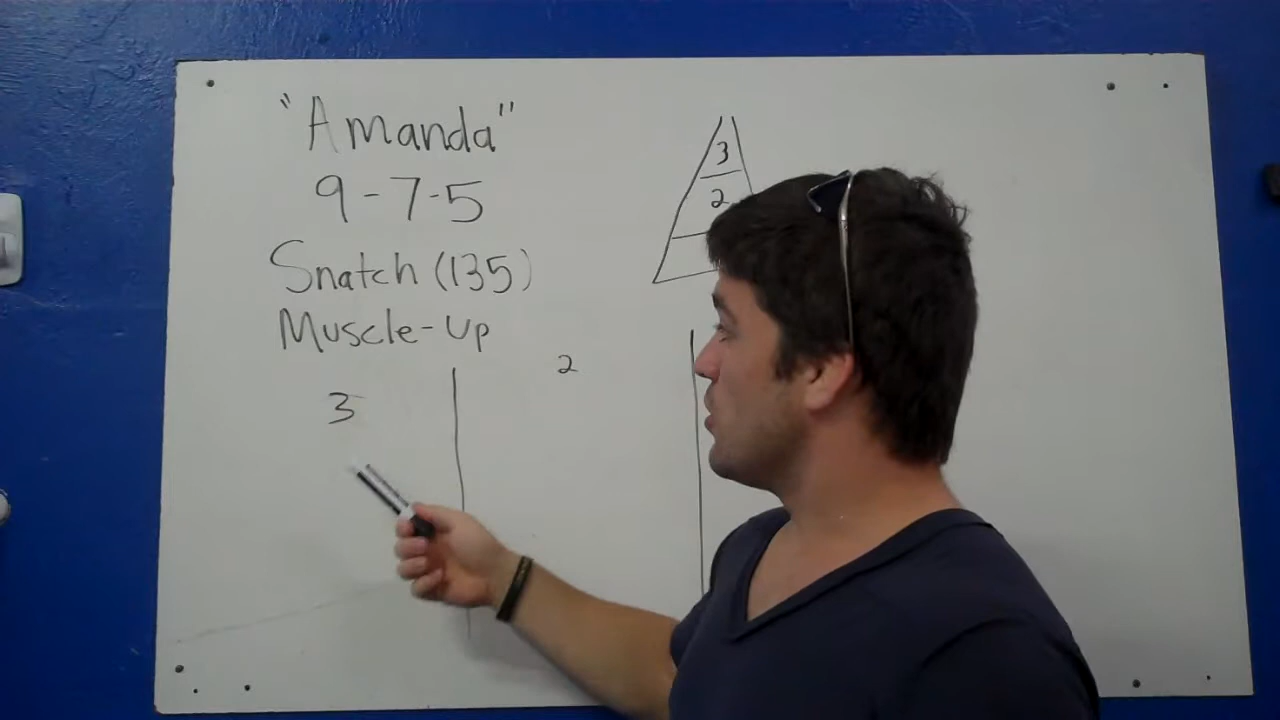 "Amanda"
9-7-5
Snatch (135)
Muscle-Up
3
2
3
2